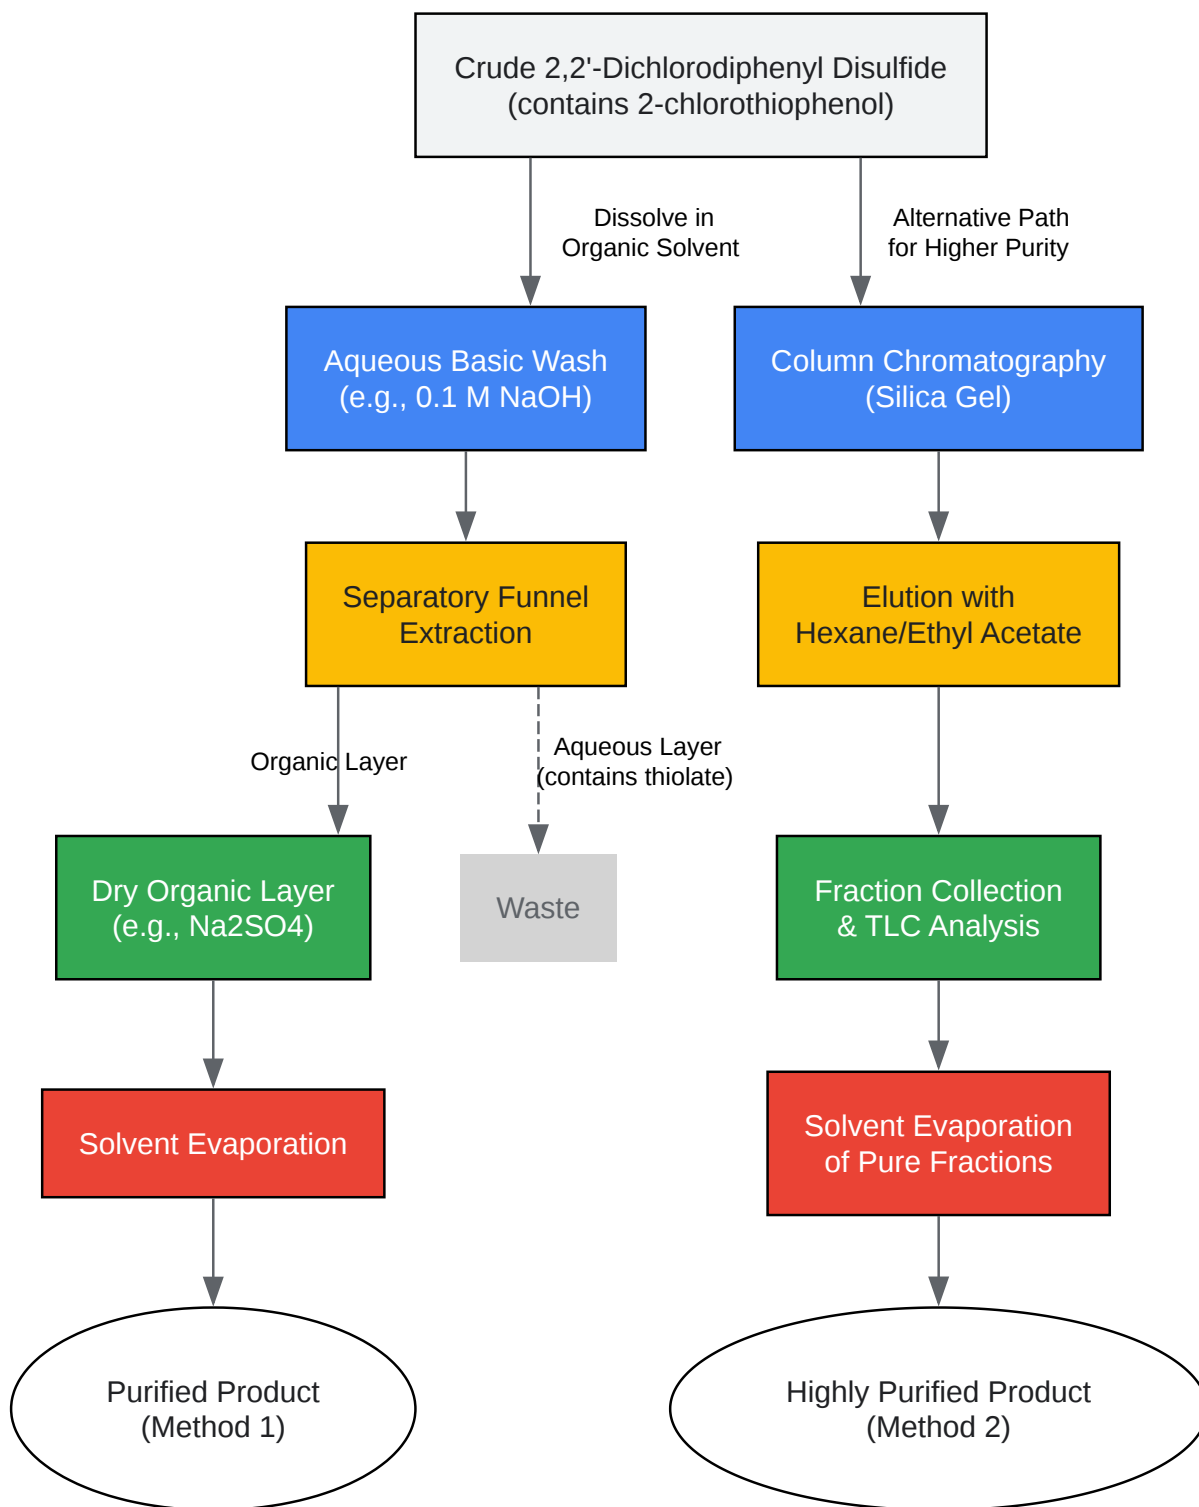 Crude 2,2'-Dichlorodiphenyl Disulfide
(contains 2-chlorothiophenol)
Dissolve in
Organic Solvent
Alternative Path
for Higher Purity
Aqueous Basic Wash
(e.g., 0.1 M NaOH)
Column Chromatography
(Silica Gel)
Separatory Funnel
Extraction
Elution with
Hexane/Ethyl Acetate
Organic Layer
Aqueous Layer
(contains thiolate)
Dry Organic Layer
(e.g., Na2SO4)
Waste
Fraction Collection
& TLC Analysis
Solvent Evaporation
Solvent Evaporation
of Pure Fractions
Purified Product
(Method 1)
Highly Purified Product
(Method 2)